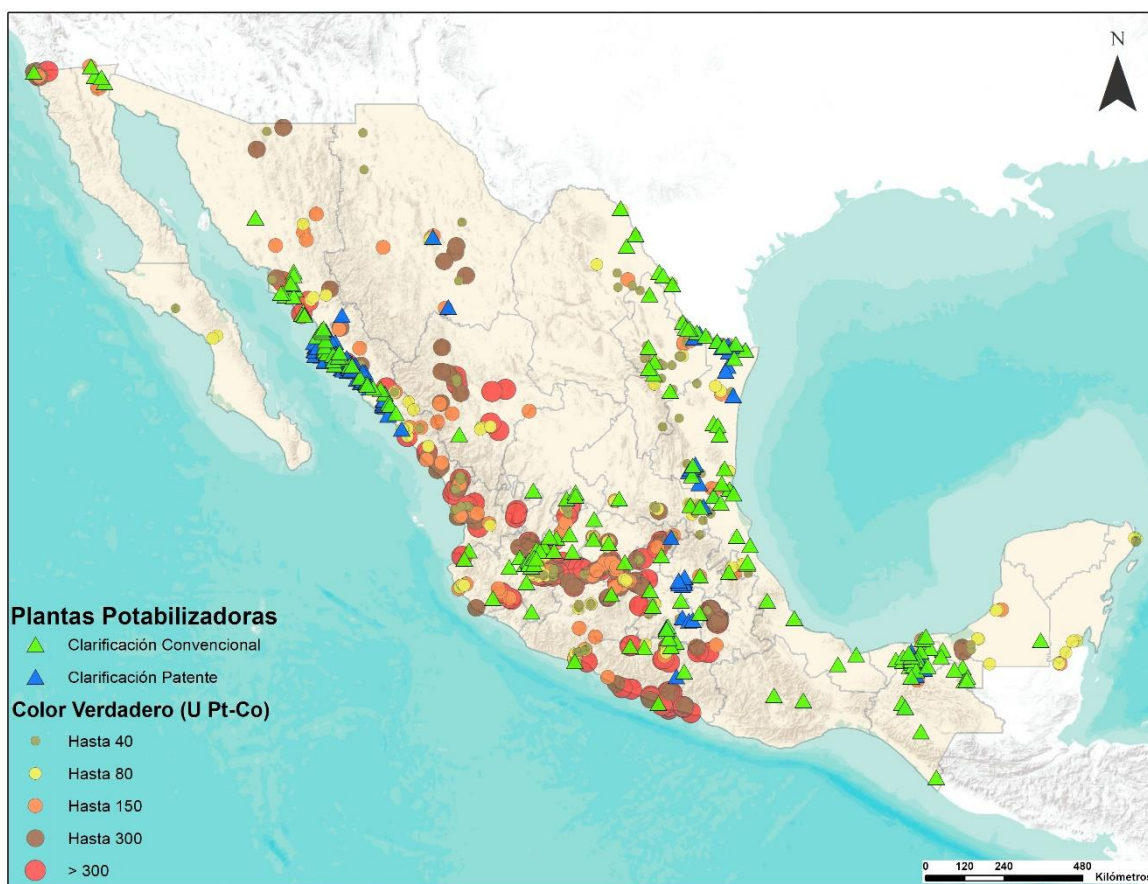 N
Plantas Potabilizadoras
Clarificación Convencional
Clarificación Patente
Color Verdadero (U Pt-Co)
Hasta 40
Hasta 80
Hasta 150
Hasta 300
> 300
0 120 240 480
Kilómetros